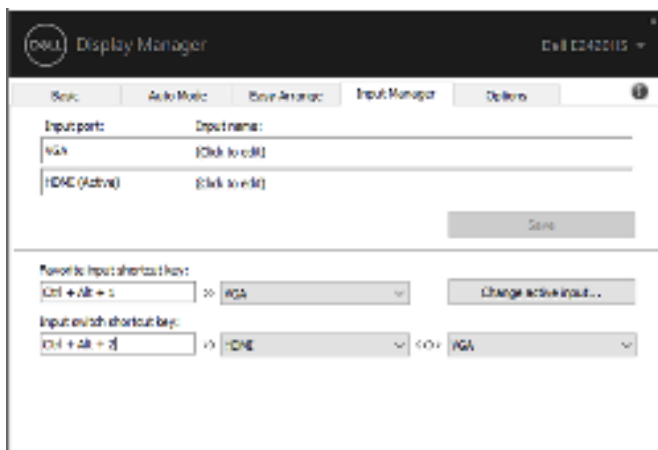 DELL Display Manager Dell E2420HS
Basic Auto Mode Easy Arrange Input Manager Options
Input port: Input name:
VGA (Click to edit)
HDMI (Active) (Click to edit)
Save
Favorite input shortcut key:
Ctrl + Alt + 1 >> VGA Change active input...
Input switch shortcut key:
Ctrl + Alt + 2 >> HDMI <<>> VGA